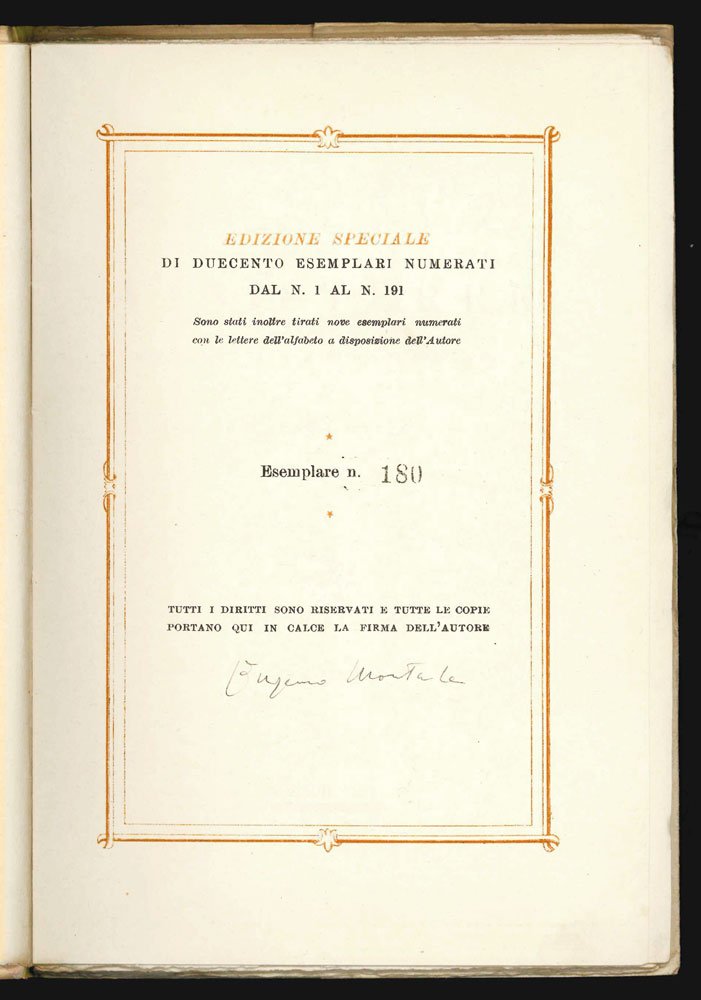 EDIZIONE SPECIALE
DI DUECENTO ESEMPLARI NUMERATI
DAL N. 1 AL N. 191
Sono stati inoltre tirati nove esemplari numerati
con le lettere dell'alfabeto a disposizione dell'Autore
Esemplare n. 180
TUTTI I DIRITTI SONO RISERVATI E TUTTE LE COPIE
PORTANO QUI IN CALCE LA FIRMA DELL'AUTORE
Eugenio Montale